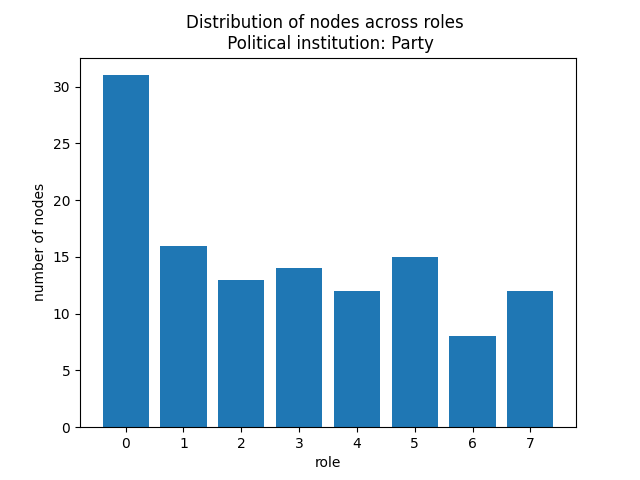 Distribution of nodes across roles
Political institution: Party
number of nodes
30
25
20
15
10
5
0
0 1 2 3 4 5 6 7
role